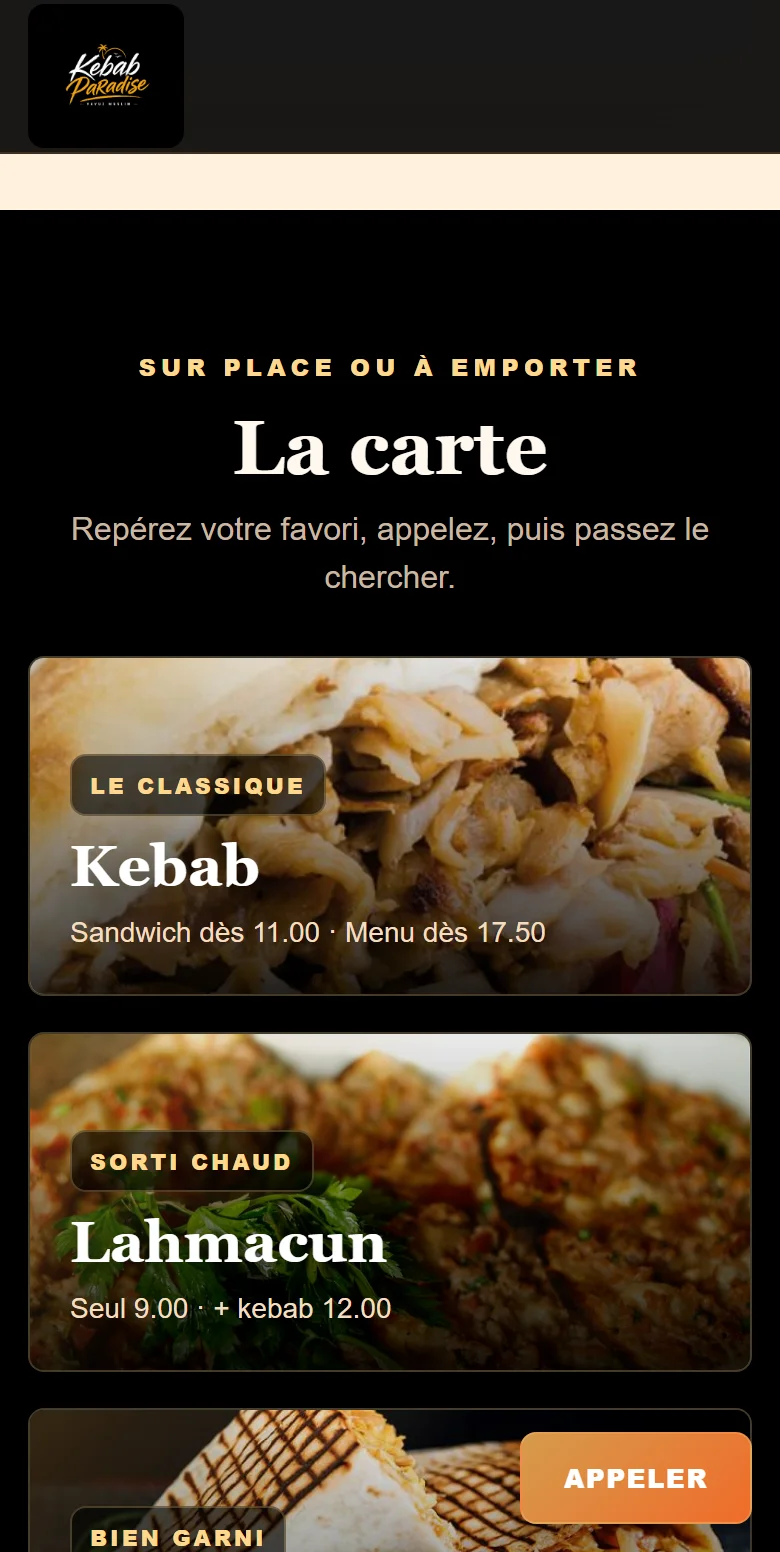 Kebab
Paradise
SUR PLACE OU À EMPORTER
La carte
Repérez votre favori, appelez, puis passez le
chercher.
LE CLASSIQUE
Kebab
Sandwich dès 11.00 · Menu dès 17.50
SORTI CHAUD
Lahmacun
Seul 9.00 · + kebab 12.00
APPELER
BIEN GARNI